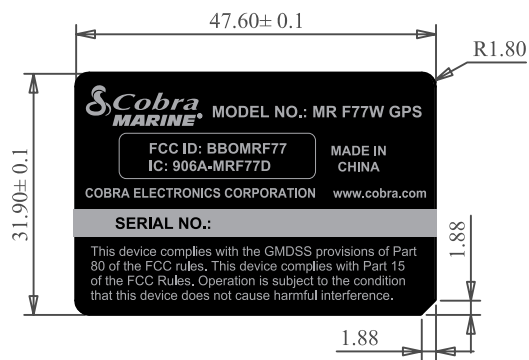 47.60± 0.1
R1.80
31.90± 0.1
Cobra
MARINE®
MODEL NO.: MR F77W GPS
FCC ID: BBOMRF77
IC: 906A-MRF77D
MADE IN
CHINA
COBRA ELECTRONICS CORPORATION www.cobra.com
SERIAL NO.:
This device complies with the GMDSS provisions of Part
80 of the FCC rules. This device complies with Part 15
of the FCC Rules. Operation is subject to the condition
that this device does not cause harmful interference.
1.88
1.88